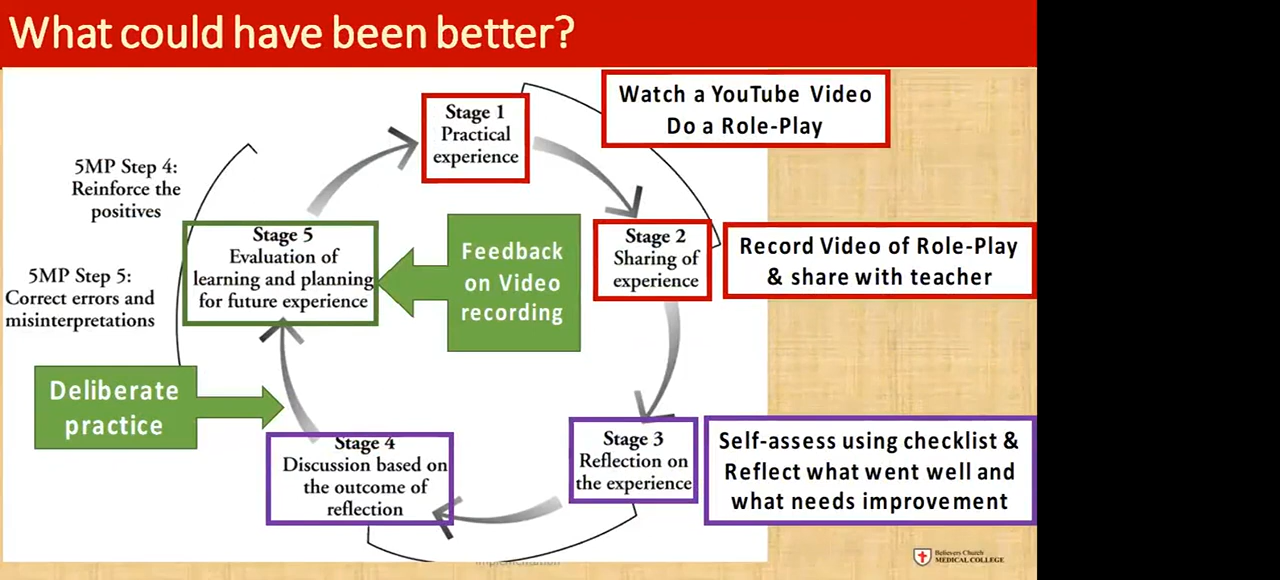 What could have been better?
Stage 1
Practical
experience
Watch a YouTube Video
Do a Role-Play
5MP Step 4:
Reinforce the
positives
Stage 5
Evaluation of
learning and planning
for future experience
Feedback
on Video
recording
Stage 2
Sharing of
experience
Record Video of Role-Play
& share with teacher
5MP Step 5:
Correct errors and
misinterpretations
Deliberate
practice
Stage 4
Discussion based on
the outcome of
reflection
Stage 3
Reflection on
the experience
Self-assess using checklist &
Reflect what went well and
what needs improvement
Believers Church
MEDICAL COLLEGE